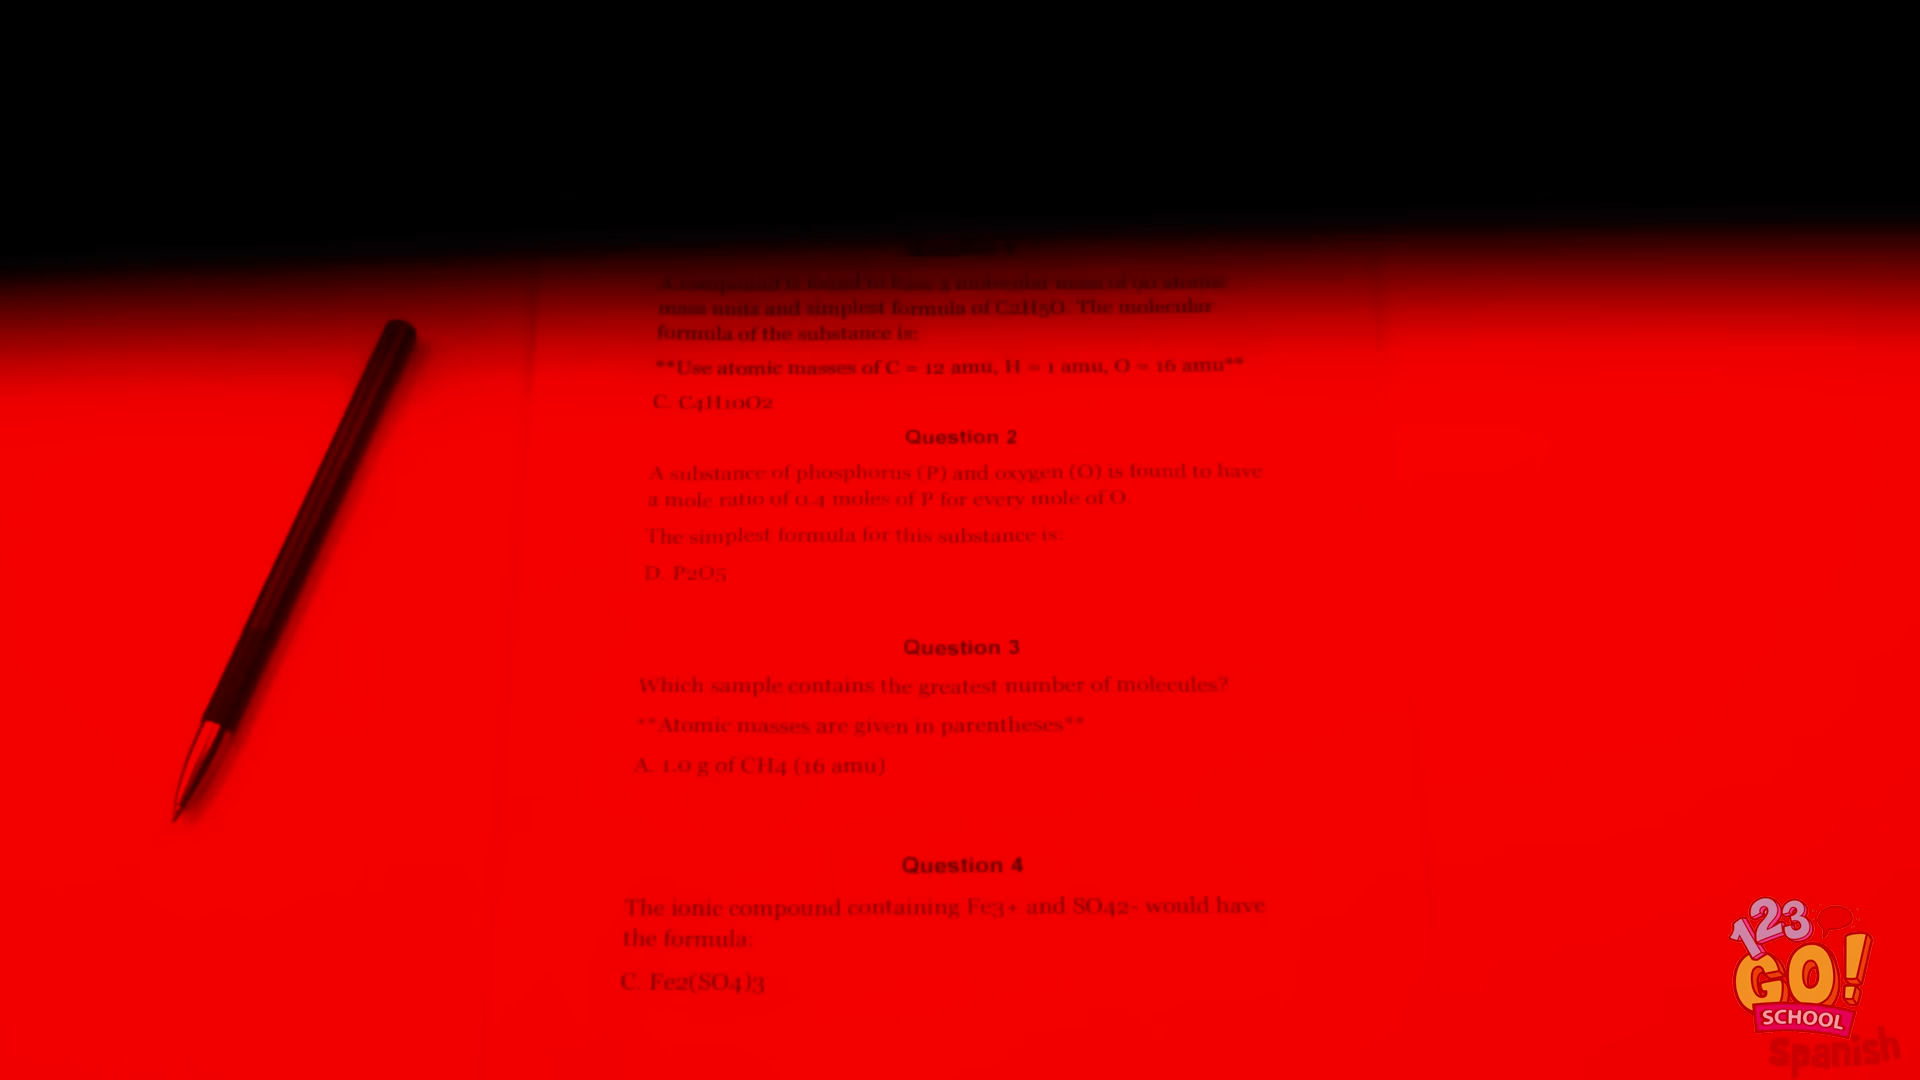 Question 1
A compound is found to have a molecular mass of 90 atomic
mass units and simplest formula of C2H5O. The molecular
formula of the substance is:
**Use atomic masses of C = 12 amu, H = 1 amu, O = 16 amu**
C. C4H10O2
Question 2
A substance of phosphorus (P) and oxygen (O) is found to have
a mole ratio of 0.4 moles of P for every mole of O.
The simplest formula for this substance is:
D. P2O5
Question 3
Which sample contains the greatest number of molecules?
**Atomic masses are given in parentheses**
A. 1.0 g of CH4 (16 amu)
Question 4
The ionic compound containing Fe3+ and SO42- would have
the formula:
C. Fe2(SO4)3
123
GO!
SCHOOL
Spanish